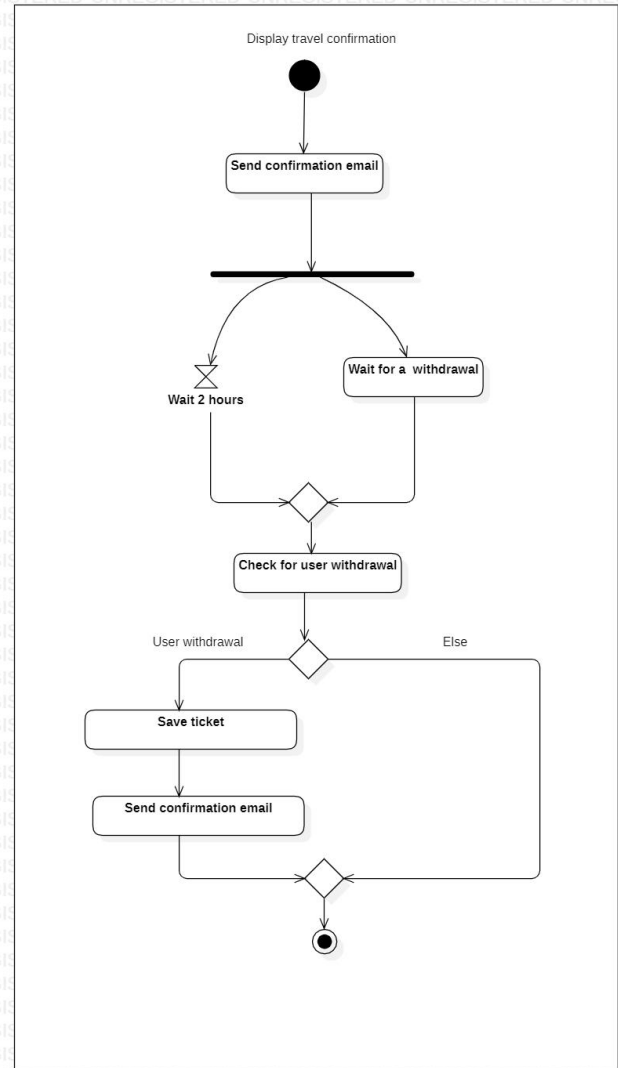 Display travel confirmation
Send confirmation email
Wait 2 hours
Wait for a  withdrawal
Check for user withdrawal
User withdrawal
Else
Save ticket
Send confirmation email